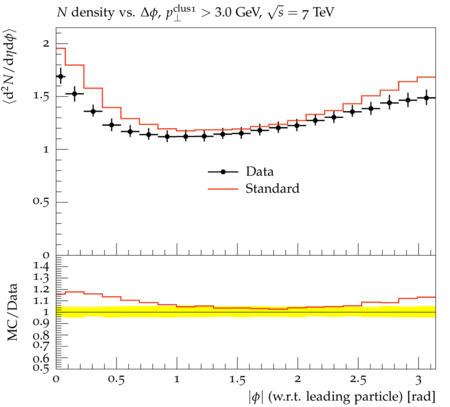 N density vs. Δϕ, p⊥^clus1 > 3.0 GeV, √s = 7 TeV
⟨d²N/dηdϕ⟩
2
1.5
1
0.5
0
Data
Standard
MC/Data
1.4
1.3
1.2
1.1
1
0.9
0.8
0.7
0.6
0.5
0 0.5 1 1.5 2 2.5 3
|ϕ| (w.r.t. leading particle) [rad]